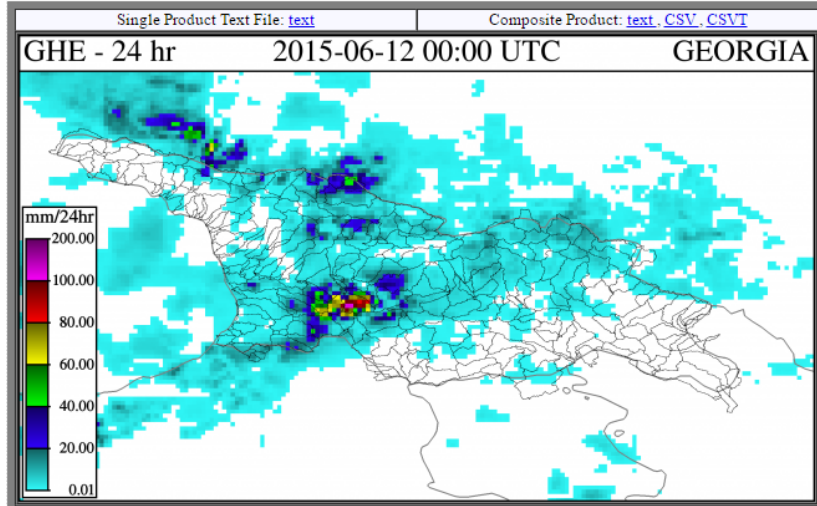 Single Product Text File: text
Composite Product: text , CSV , CSVT
GHE - 24 hr 2015-06-12 00:00 UTC GEORGIA
mm/24hr
200.00
100.00
80.00
60.00
40.00
20.00
0.01